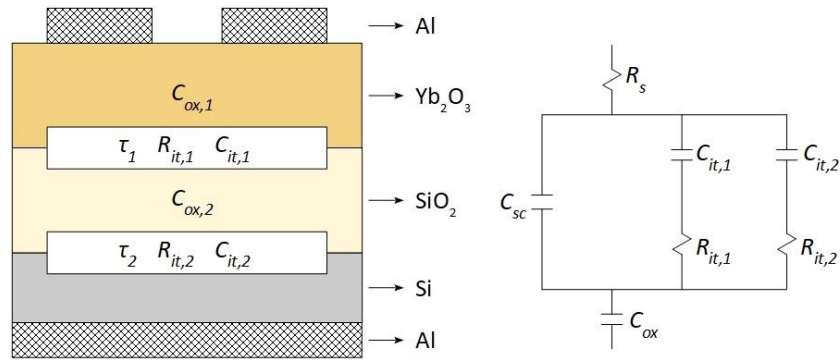 Al
C_ox,1
Yb₂O₃
τ₁ R_it,1 C_it,1
C_ox,2
SiO₂
τ₂ R_it,2 C_it,2
Si
Al
R_s
C_it,1
C_it,2
C_sc
R_it,1
R_it,2
C_ox